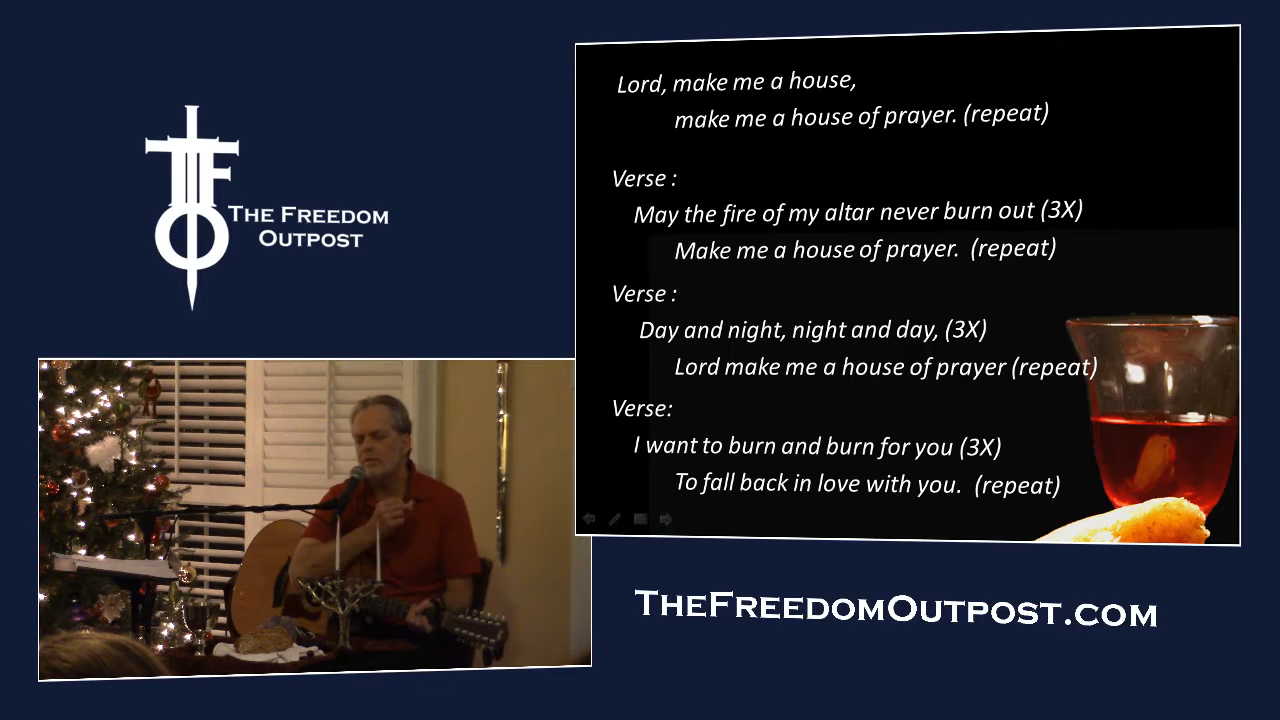 THE FREEDOM
OUTPOST
Lord, make me a house,
make me a house of prayer. (repeat)
Verse :
May the fire of my altar never burn out (3X)
Make me a house of prayer. (repeat)
Verse :
Day and night, night and day, (3X)
Lord make me a house of prayer (repeat)
Verse:
I want to burn and burn for you (3X)
To fall back in love with you. (repeat)
THEFREEDOMOUTPOST.COM